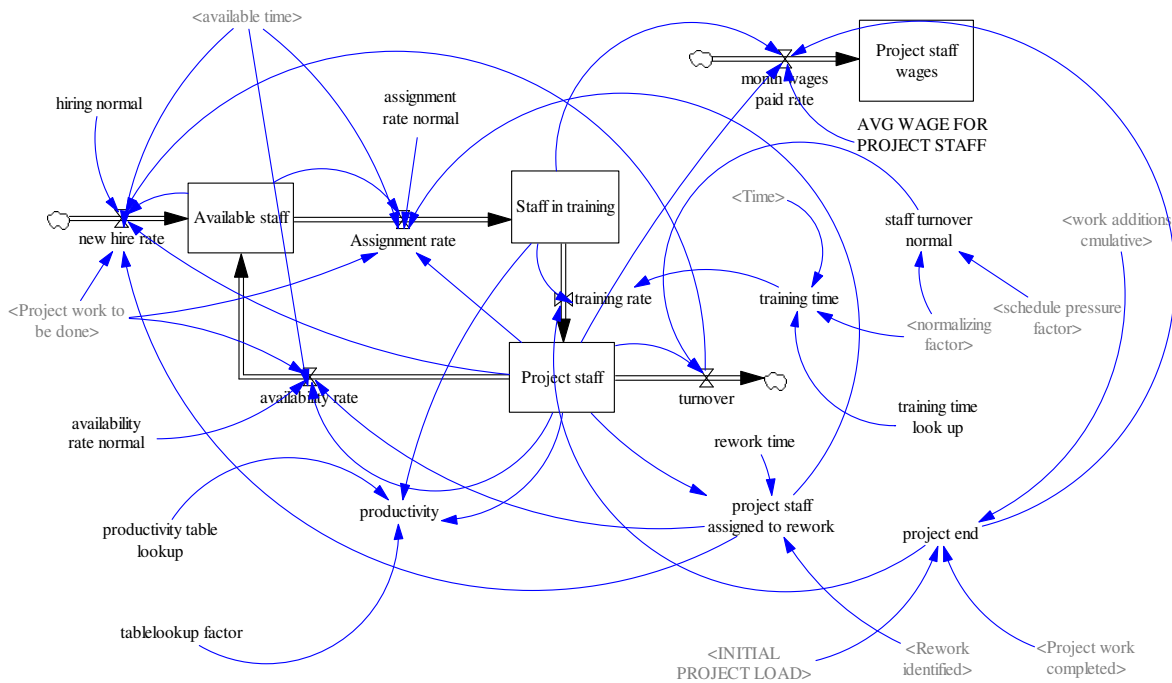 <available time>
Project staff
wages
month wages
paid rate
hiring normal
assignment
rate normal
AVG WAGE FOR
PROJECT STAFF
Available staff
Staff in training
<Time>
staff turnover
normal
<work additions
cmulative>
new hire rate
Assignment rate
training rate
training time
<Project work to
be done>
<normalizing
factor>
<schedule pressure
factor>
Project staff
availability rate
turnover
availability
rate normal
training time
look up
rework time
productivity
project staff
assigned to rework
productivity table
lookup
project end
tablelookup factor
<INITIAL
PROJECT LOAD>
<Rework
identified>
<Project work
completed>